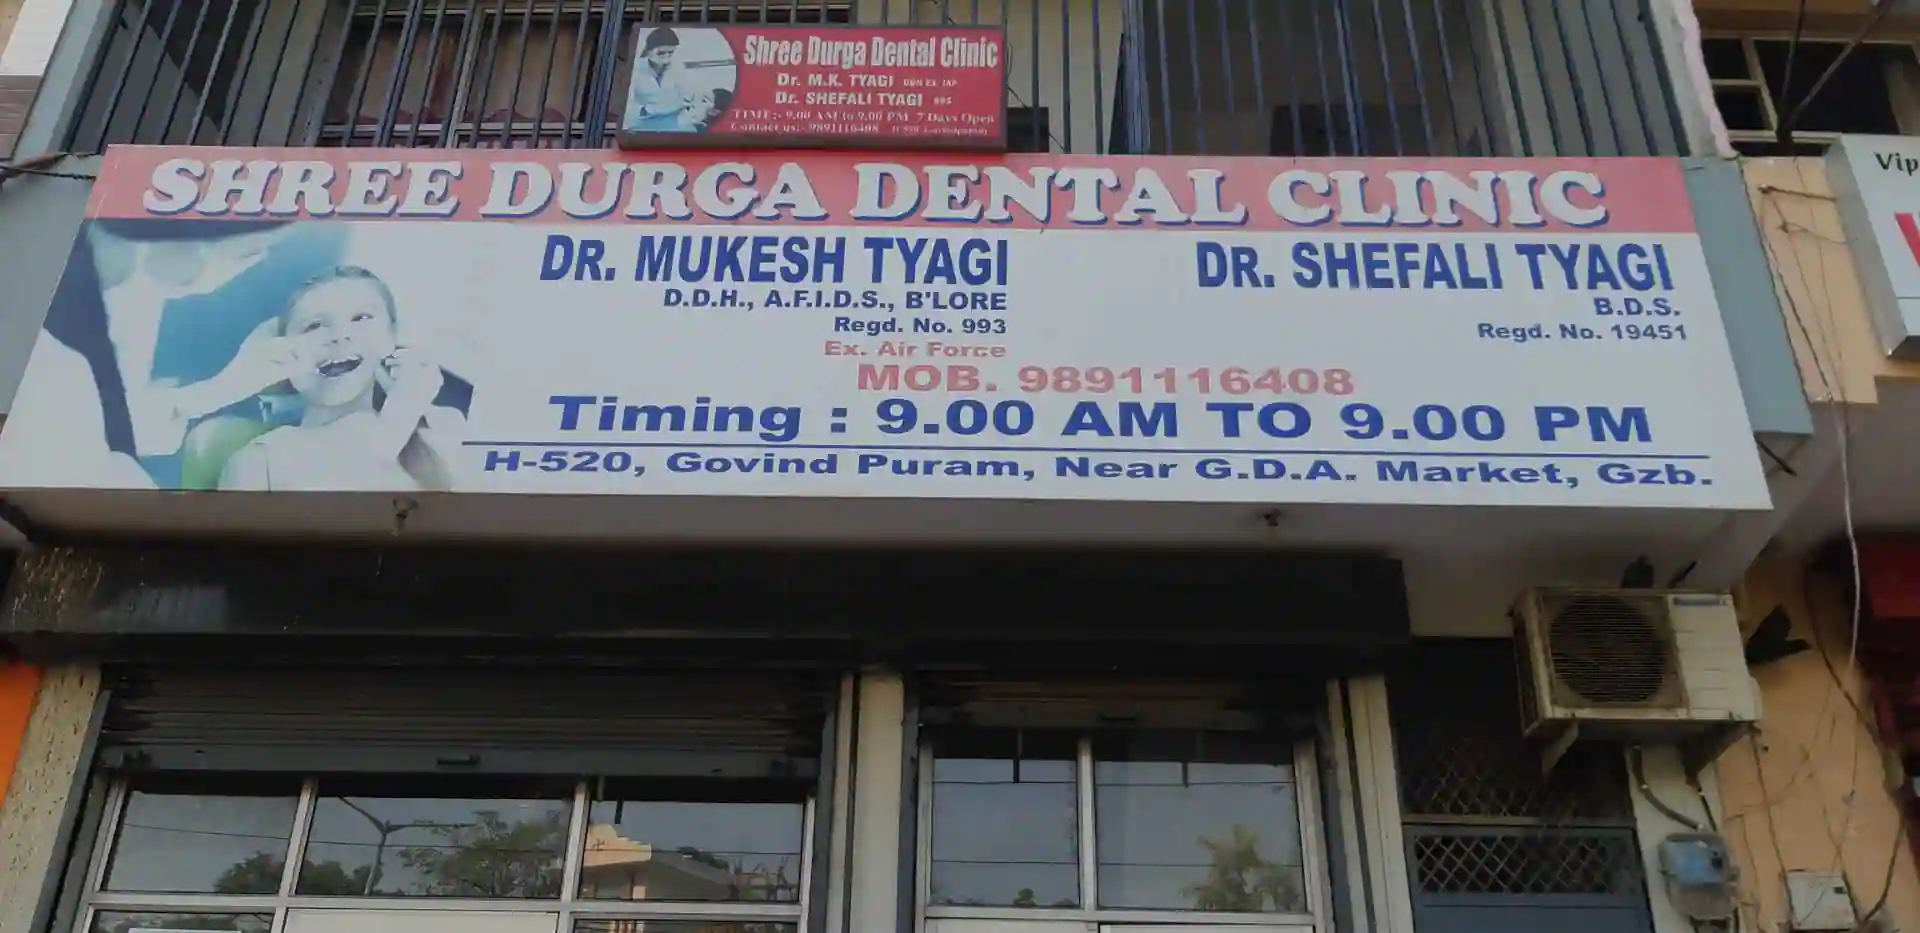 Shree Durga Dental Clinic
Dr. M.K. TYAGI
Dr. SHEFALI TYAGI
TIME:- 9.00 AM to 9.00 PM 7 Days Open
Contact us:- 9891116408
SHREE DURGA DENTAL CLINIC
DR. MUKESH TYAGI
D.D.H., A.F.I.D.S., B'LORE
Regd. No. 993
Ex. Air Force
DR. SHEFALI TYAGI
B.D.S.
Regd. No. 19451
MOB. 9891116408
Timing : 9.00 AM TO 9.00 PM
H-520, Govind Puram, Near G.D.A. Market, Gzb.
Vip